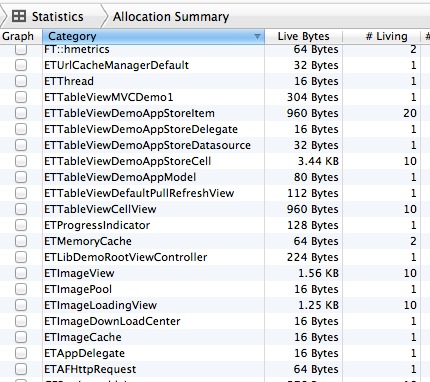 Statistics Allocation Summary
Graph Category Live Bytes # Living #
FT::hmetrics 64 Bytes 2
ETUrlCacheManagerDefault 32 Bytes 1
ETThread 16 Bytes 1
ETTableViewMVCDemo1 304 Bytes 1
ETTableViewDemoAppStoreItem 960 Bytes 20
ETTableViewDemoAppStoreDelegate 16 Bytes 1
ETTableViewDemoAppStoreDatasource 32 Bytes 1
ETTableViewDemoAppStoreCell 3.44 KB 10
ETTableViewDemoAppModel 80 Bytes 1
ETTableViewDefaultPullRefreshView 112 Bytes 1
ETTableViewCellView 960 Bytes 10
ETProgressIndicator 128 Bytes 1
ETMemoryCache 64 Bytes 2
ETLibDemoRootViewController 224 Bytes 1
ETImageView 1.56 KB 10
ETImagePool 16 Bytes 1
ETImageLoadingView 1.25 KB 10
ETImageDownLoadCenter 16 Bytes 1
ETImageCache 16 Bytes 1
ETAppDelegate 16 Bytes 1
ETAFHttpRequest 64 Bytes 1